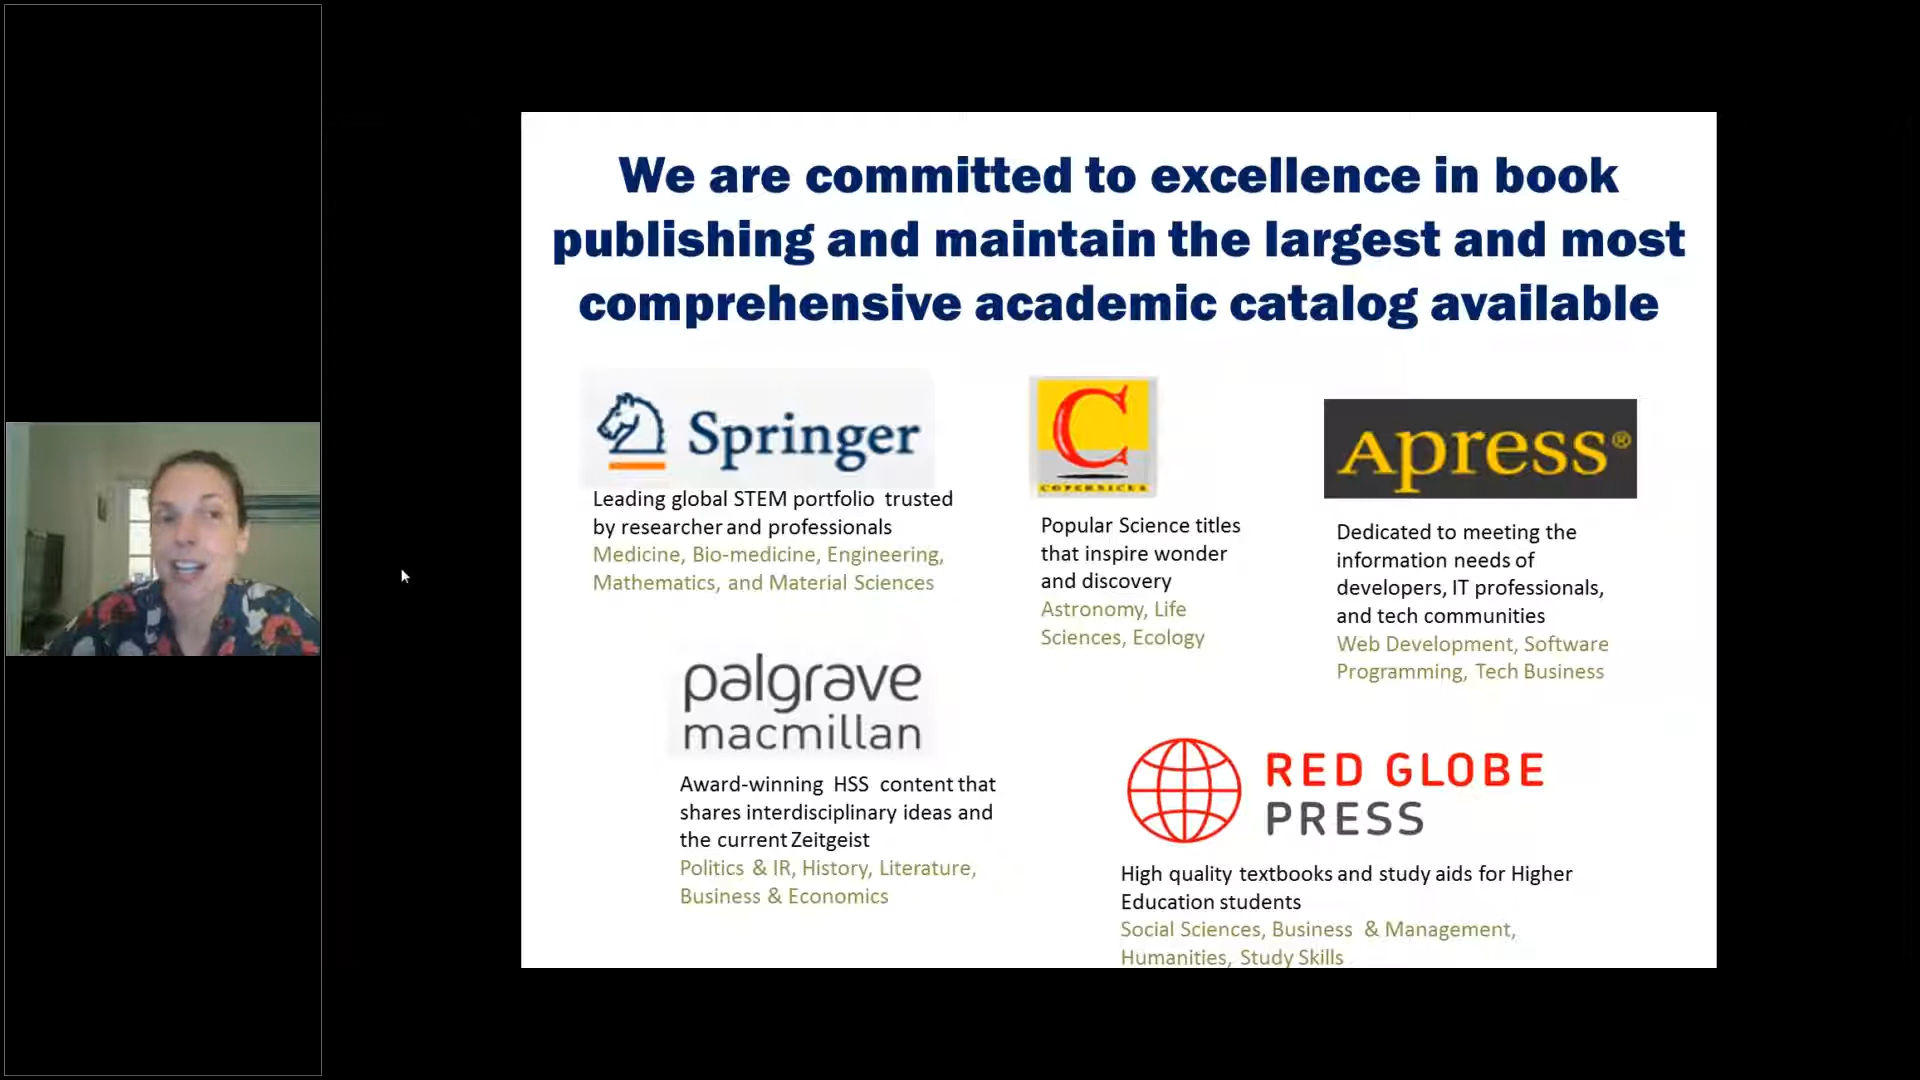 We are committed to excellence in book
publishing and maintain the largest and most
comprehensive academic catalog available
Springer
Leading global STEM portfolio trusted
by researcher and professionals
Medicine, Bio-medicine, Engineering,
Mathematics, and Material Sciences
C
COPERNICUS
Popular Science titles
that inspire wonder
and discovery
Astronomy, Life
Sciences, Ecology
Apress®
Dedicated to meeting the
information needs of
developers, IT professionals,
and tech communities
Web Development, Software
Programming, Tech Business
palgrave
macmillan
Award-winning HSS content that
shares interdisciplinary ideas and
the current Zeitgeist
Politics & IR, History, Literature,
Business & Economics
RED GLOBE
PRESS
High quality textbooks and study aids for Higher
Education students
Social Sciences, Business & Management,
Humanities, Study Skills